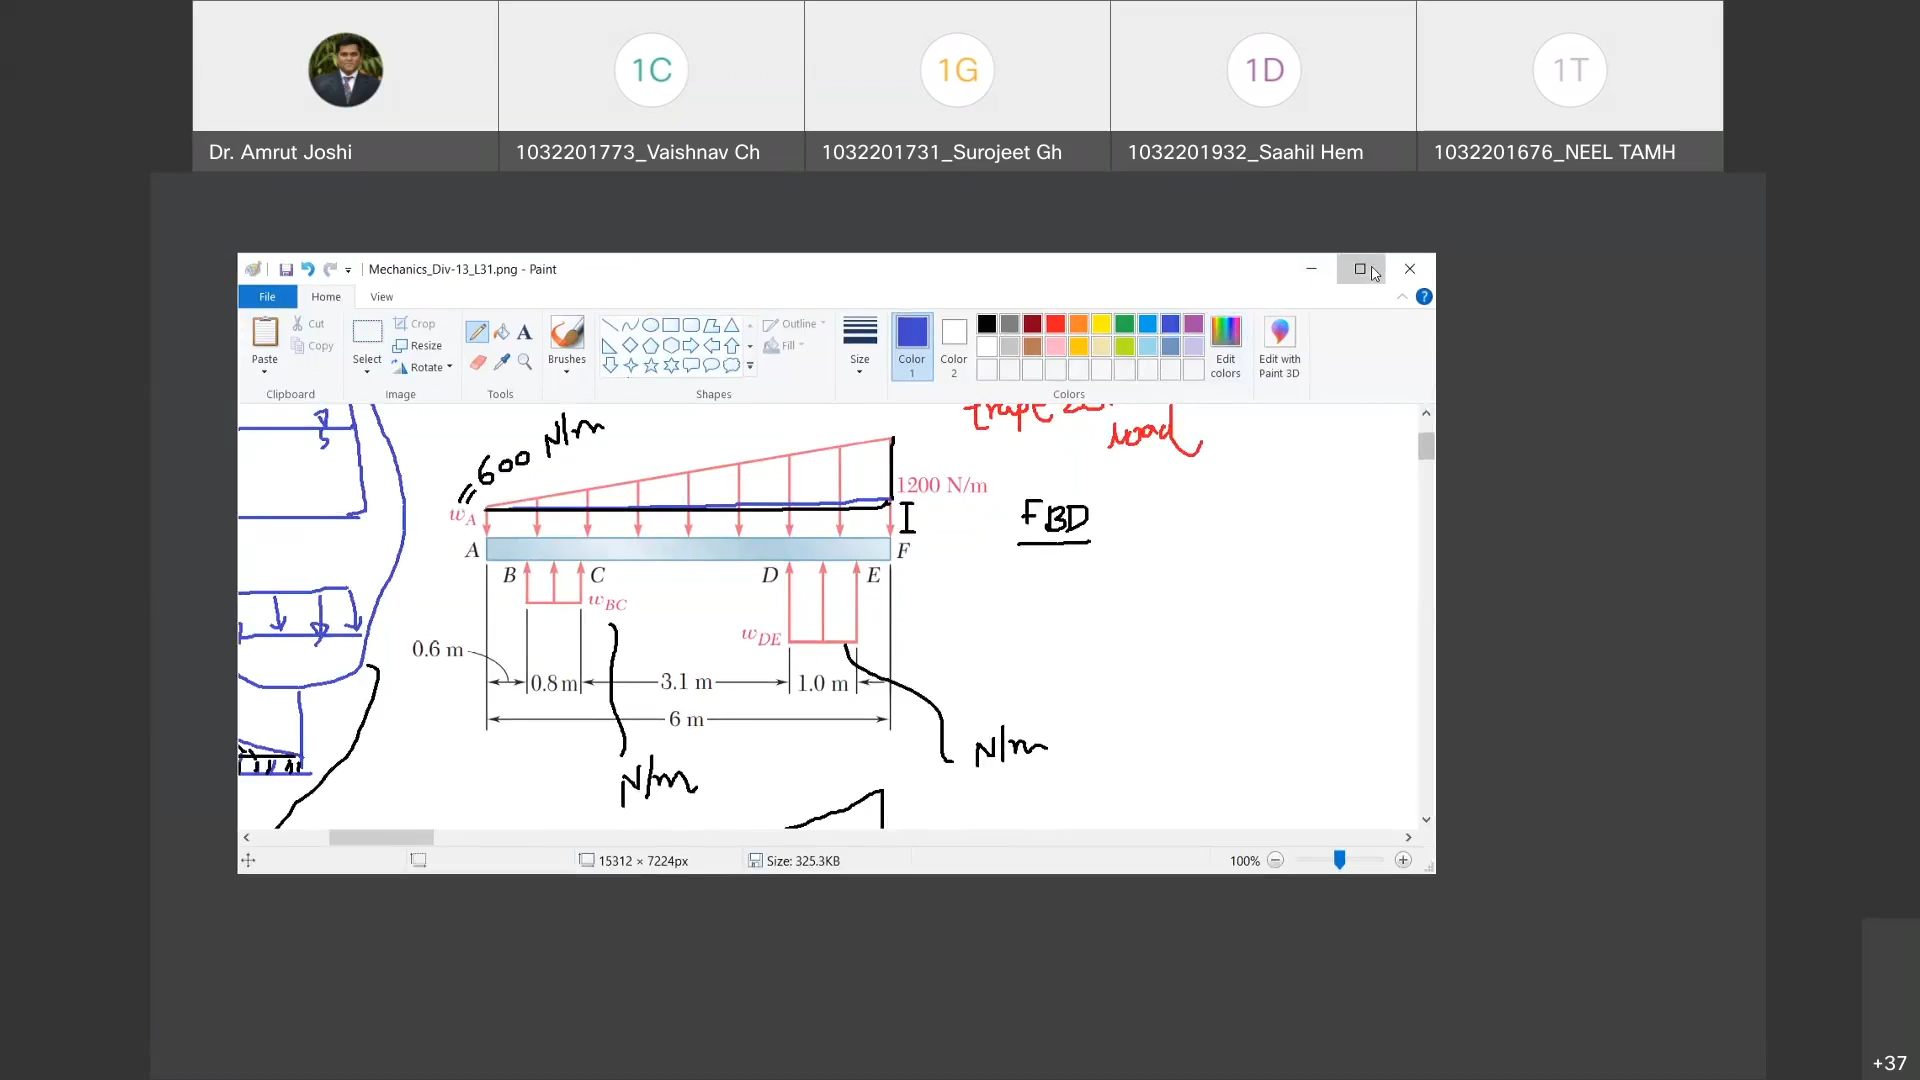 1C
1G
1D
1T
Dr. Amrut Joshi
1032201773_Vaishnav Ch
1032201731_Surojeet Gh
1032201932_Saahil Hem
1032201676_NEEL TAMH
Mechanics_Div-13_L31.png - Paint
File
Home
View
?
Paste
Cut
Copy
Clipboard
Select
Crop
Resize
Rotate
Image
A
Tools
Brushes
Shapes
Outline
Fill
Size
Color 1
Color 2
Edit colors
Edit with Paint 3D
Colors
load
600 N/m
1200 N/m
w_A
I
FBD
A
F
B
C
D
E
w_BC
w_DE
0.6 m
0.8 m
3.1 m
1.0 m
6 m
N/m
N/m
15312 × 7224px
Size: 325.3KB
100%
+37